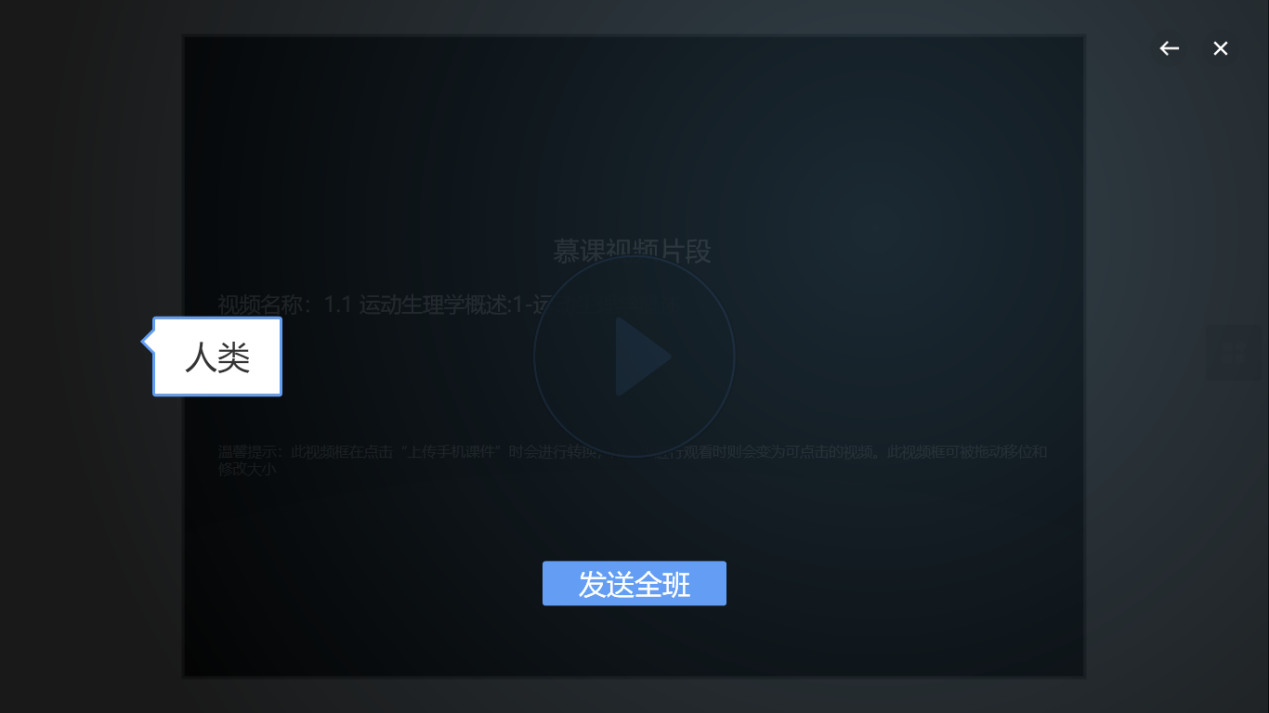 慕课视频片段
视频名称：1.1 运动生理学概述:1-运
人类
温馨提示：此视频框在点击“上传手机课件”时会进行转换，
行观看时则会变为可点击的视频。此视频框可被拖动移位和
修改大小
发送全班